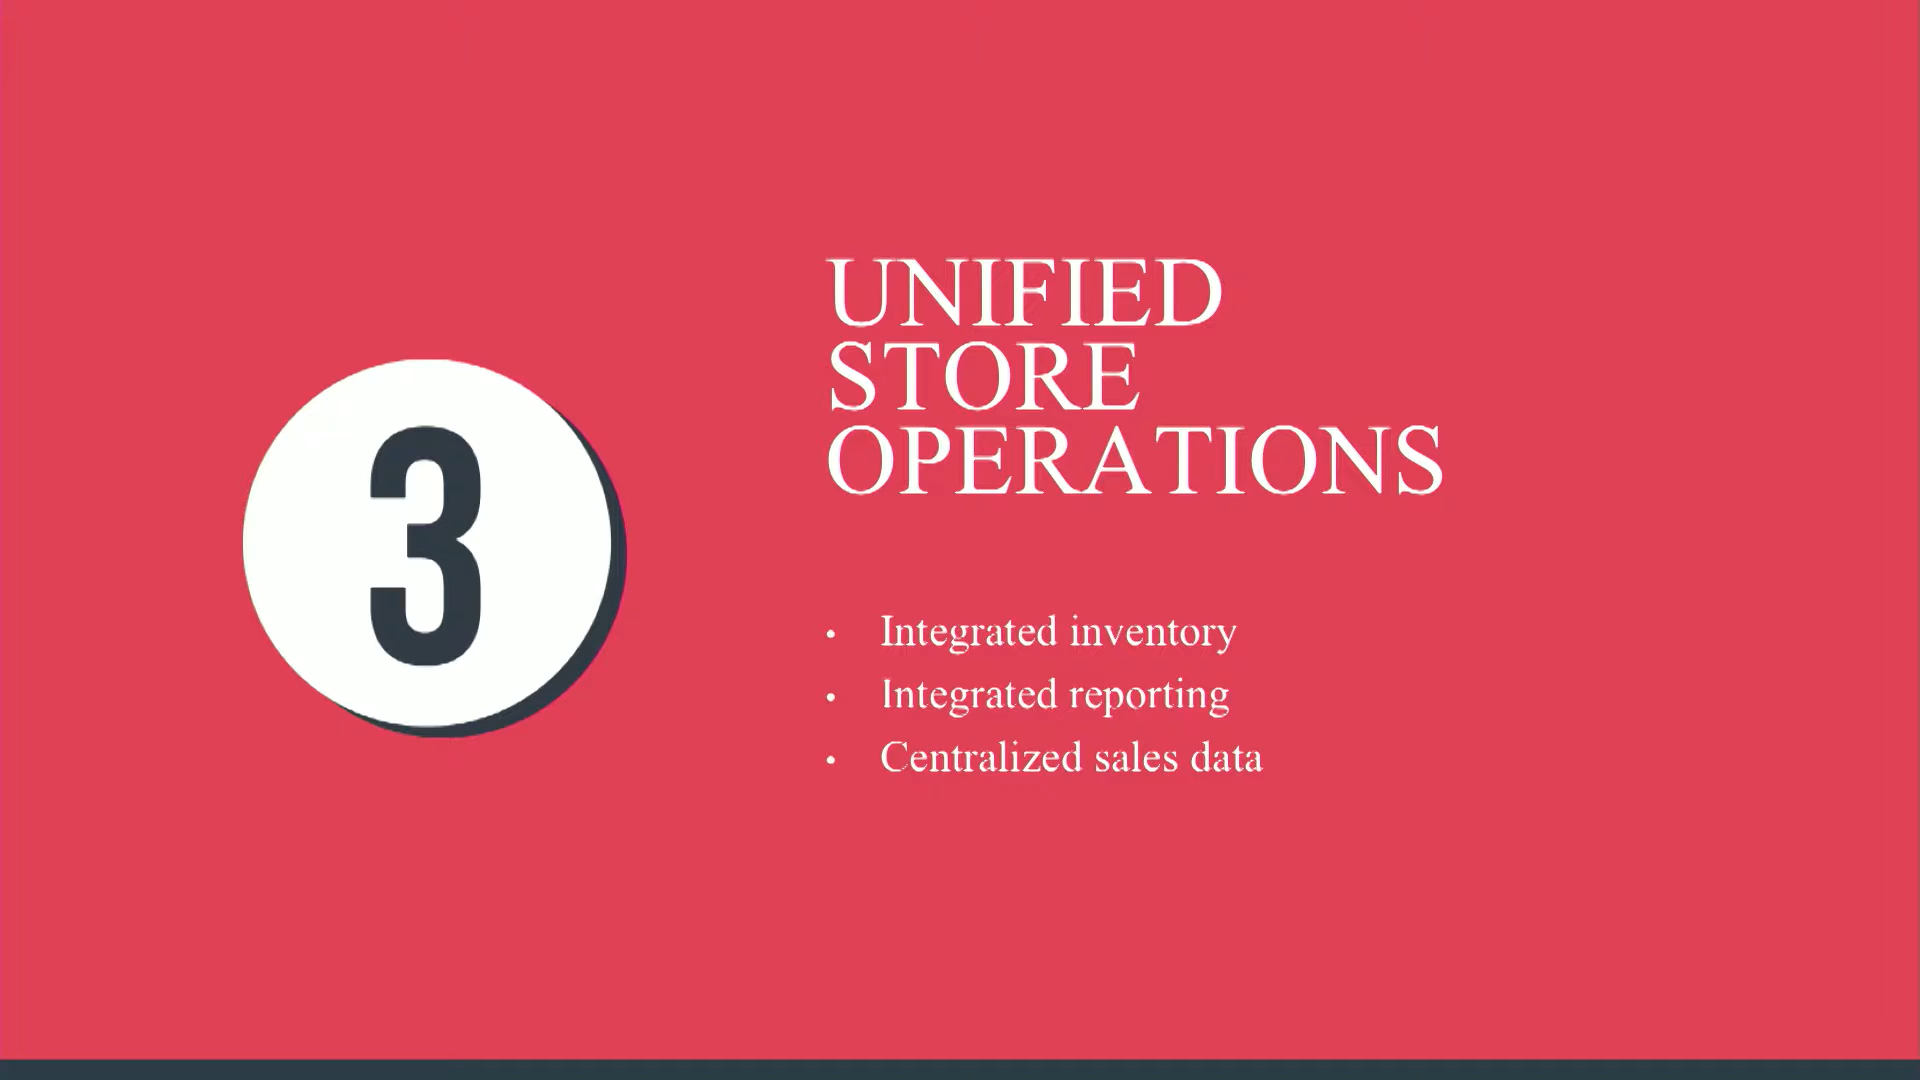 3
UNIFIED
STORE
OPERATIONS
• Integrated inventory
• Integrated reporting
• Centralized sales data